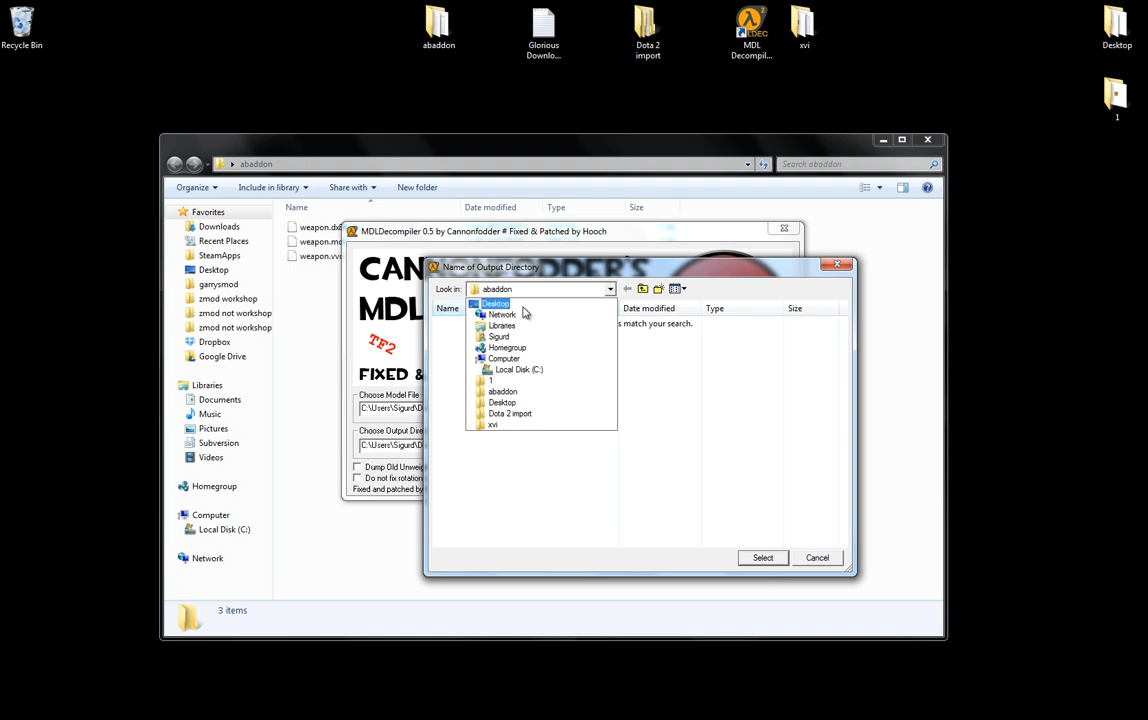 Recycle Bin
abaddon
Glorious
Downlo...
Dota 2
import
2
LDEC
MDL
Decompil...
xvi
Desktop
1
abaddon
Search abaddon
Organize
Include in library
Share with
New folder
Name
Date modified
Type
Size
Favorites
Downloads
Recent Places
SteamApps
Desktop
garrysmod
zmod workshop
zmod not workshop
zmod not workshop
Dropbox
Google Drive
Libraries
Documents
Music
Pictures
Subversion
Videos
Homegroup
Computer
Local Disk (C:)
Network
3 items
MDLDecompiler 0.5 by Cannonfodder # Fixed & Patched by Hooch
MDL
TF2
FIXED &
Choose Model File
C:\Users\Sigurd\D
Choose Output Dire
C:\Users\Sigurd\D
Dump Old Unweig
Do not fix rotation
Fixed and patched by
Name of Output Directory
Look in:
abaddon
Name
Date modified
Type
Size
s match your search.
Desktop
Network
Libraries
Sigurd
Homegroup
Computer
Local Disk (C:)
1
abaddon
Desktop
Dota 2 import
xvi
Select
Cancel